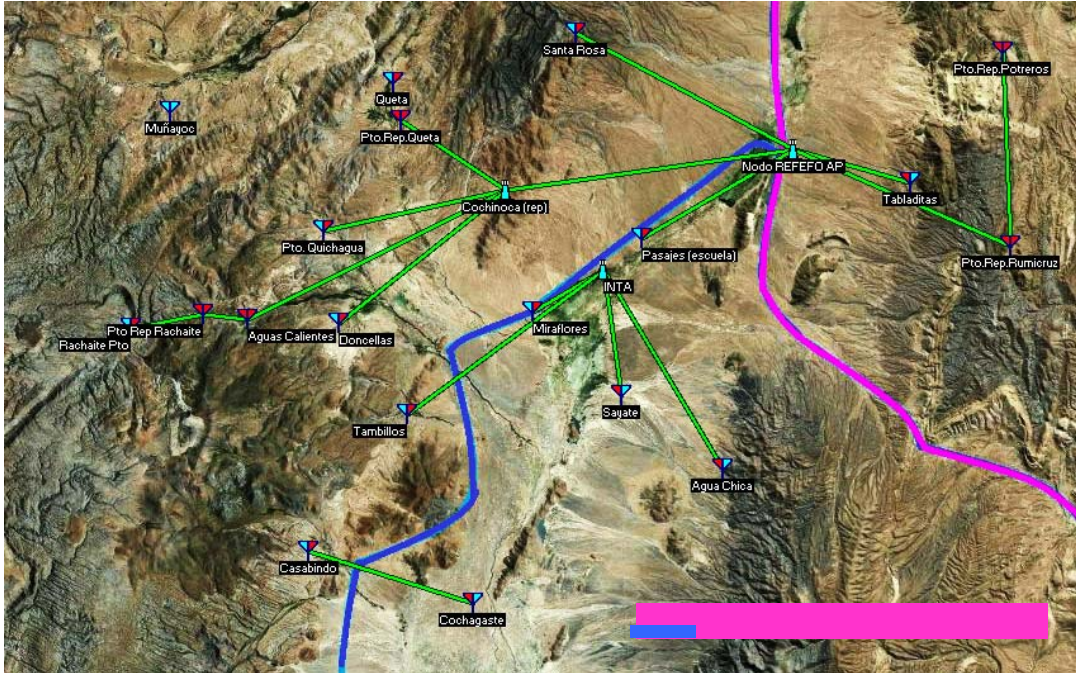 Santa Rosa
Pto.Rep.Potreros
Queta
Muñayoc
Pto.Rep.Queta
Nodo REFEFO AP
Tabladitas
Cochinoca (rep)
Pto. Quichagua
Pasajes (escuela)
Pto.Rep.Rumicruz
INTA
Pto Rep Rachaite
Miraflores
Aguas Calientes
Doncellas
Rachaite Pto
Sayate
Tambillos
Agua Chica
Casabindo
Cochagaste